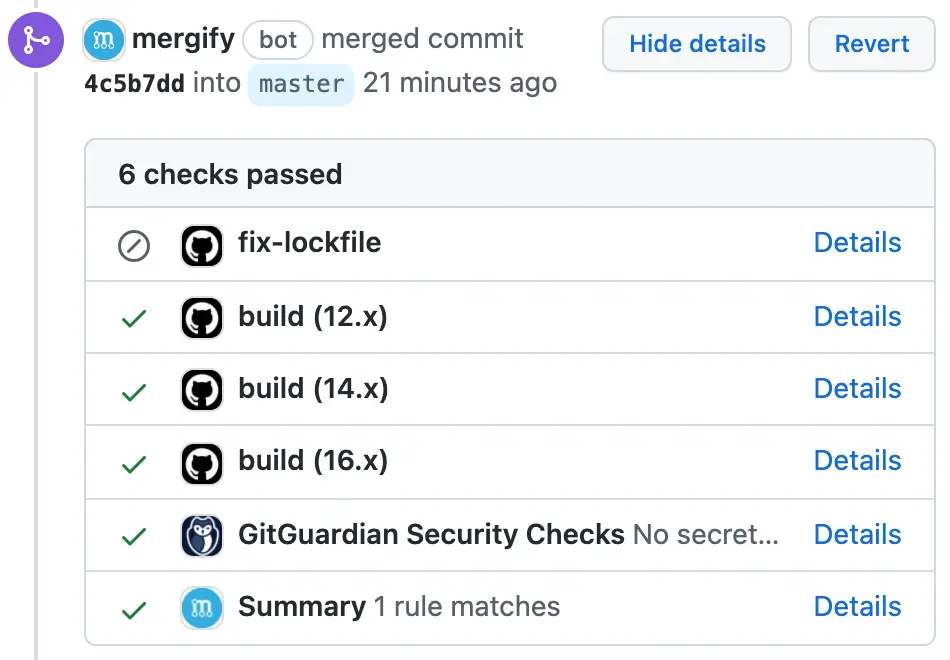 mergify bot merged commit
4c5b7dd into master 21 minutes ago
Hide details
Revert
6 checks passed
fix-lockfile Details
build (12.x) Details
build (14.x) Details
build (16.x) Details
GitGuardian Security Checks No secret... Details
Summary 1 rule matches Details